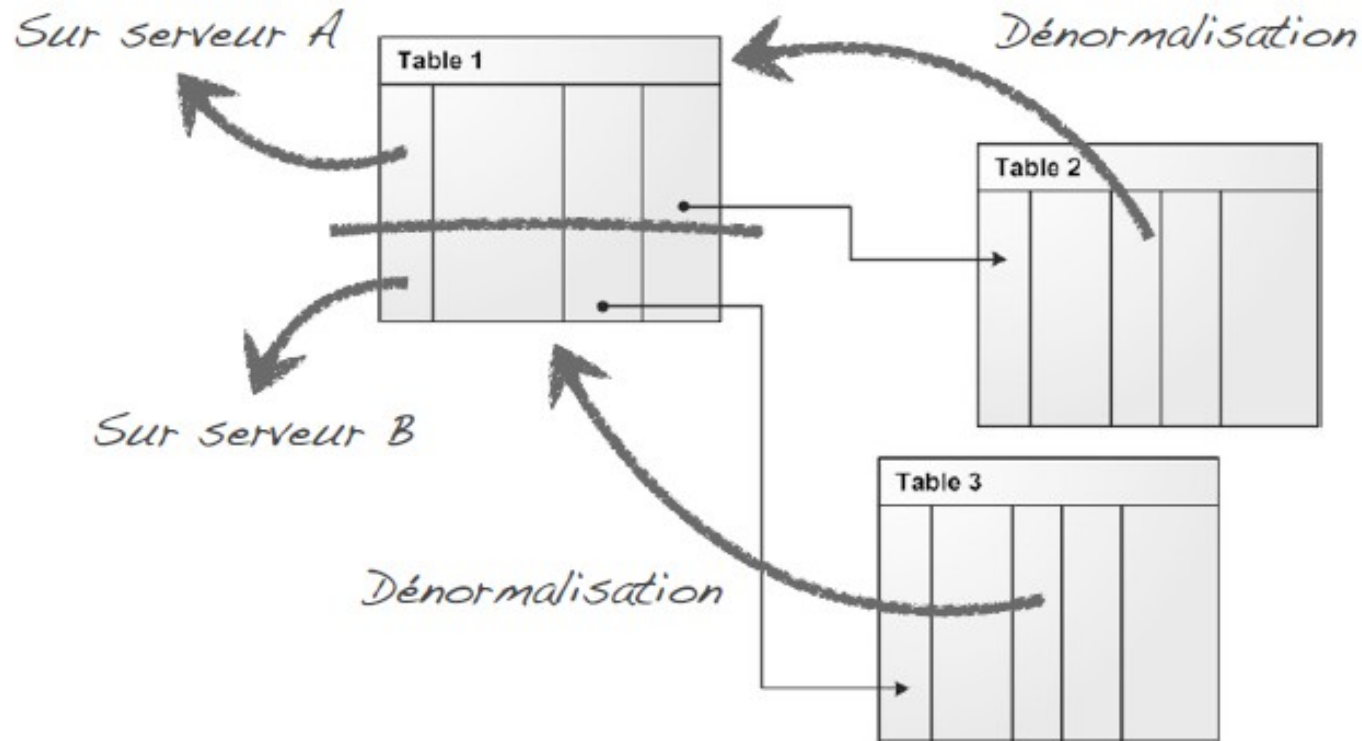 Sur serveur A
Dénormalisation
Table 1
Table 2
Sur serveur B
Table 3
Dénormalisation